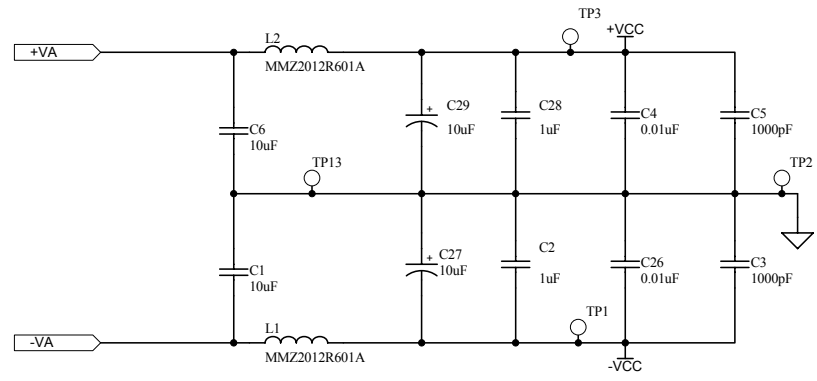 TP3
+VCC
+VA
L2
MMZ2012R601A
C6
10uF
+
C29
10uF
C28
1uF
C4
0.01uF
C5
1000pF
TP13
TP2
C1
10uF
+
C27
10uF
C2
1uF
C26
0.01uF
C3
1000pF
TP1
L1
-VA
MMZ2012R601A
-VCC